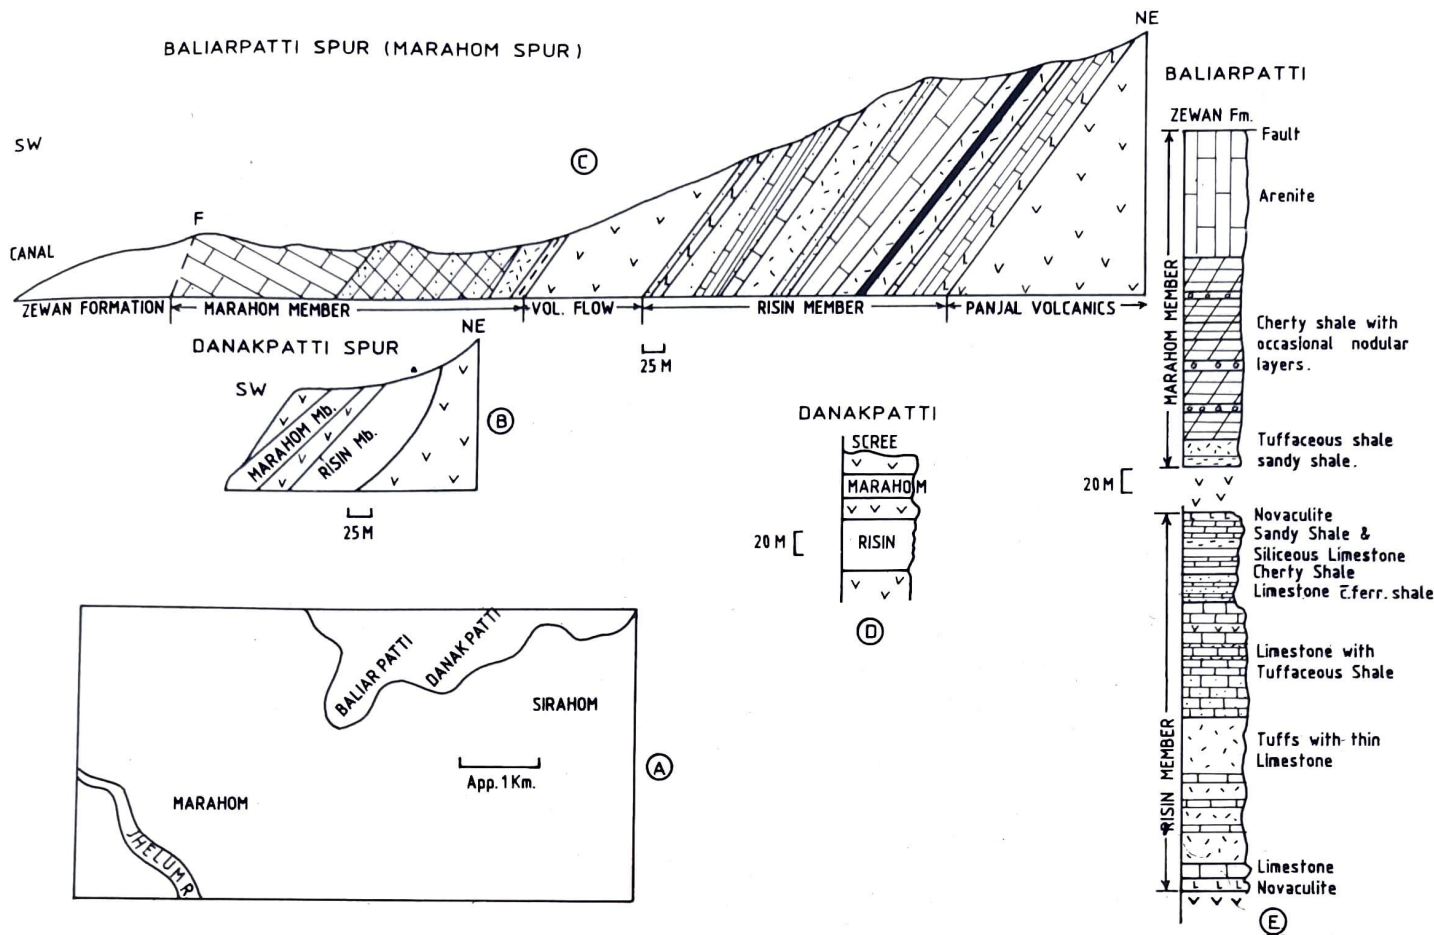 BALIARPATTI SPUR (MARAHOM SPUR)
NE
SW
C
F
CANAL
ZEWAN FORMATION
MARAHOM MEMBER
VOL. FLOW
RISIN MEMBER
PANJAL VOLCANICS
25 M
DANAKPATTI SPUR
NE
SW
MARAHOM Mb.
RISIN Mb.
B
25 M
DANAKPATTI
SCREE
MARAHOM
RISIN
20 M
D
BALIAR PATTI
DANAK PATTI
SIRAHOM
App. 1 Km.
MARAHOM
JHELUM R.
A
BALIARPATTI
ZEWAN Fm.
Fault
Arenite
MARAHOM MEMBER
Cherty shale with
occasional nodular
layers.
Tuffaceous shale
sandy shale.
20 M
Novaculite
Sandy Shale &
Siliceous Limestone
Cherty Shale
Limestone c̄.ferr. shale
Limestone with
Tuffaceous Shale
RISIN MEMBER
Tuffs with thin
Limestone
Limestone
Novaculite
E